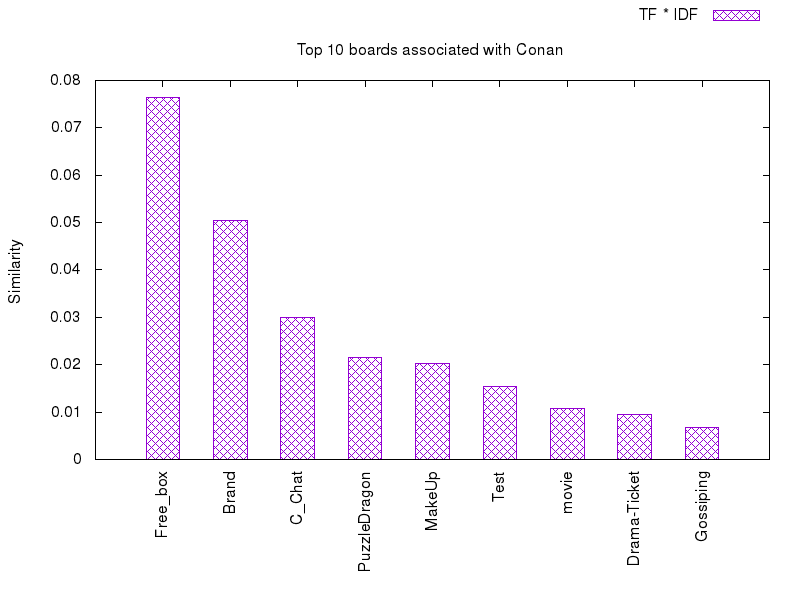 TF * IDF
Top 10 boards associated with Conan
0.08
0.07
0.06
0.05
0.04
0.03
0.02
0.01
0
Similarity
Free_box
Brand
C_Chat
PuzzleDragon
MakeUp
Test
movie
Drama-Ticket
Gossiping